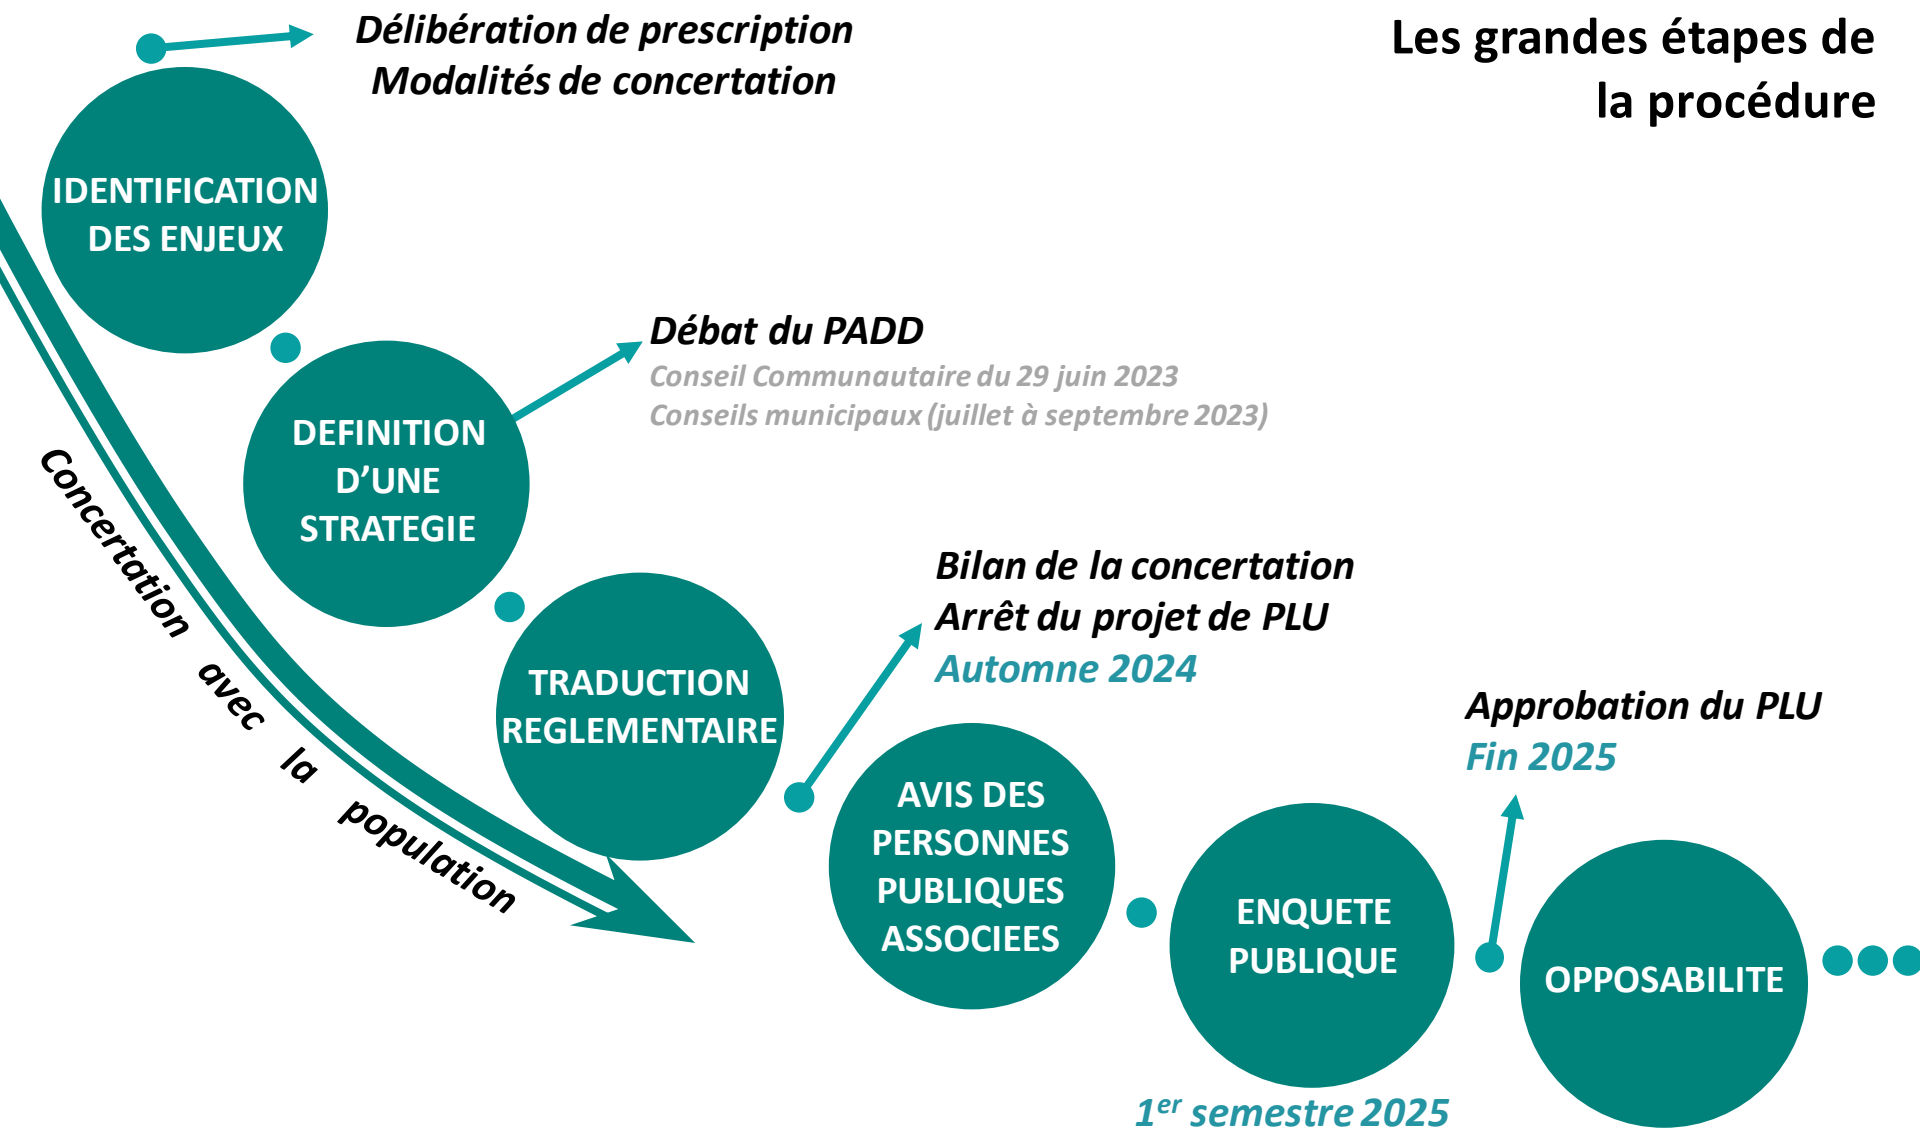 Les grandes étapes de
la procédure
Délibération de prescription
Modalités de concertation
IDENTIFICATION
DES ENJEUX
Débat du PADD
Conseil Communautaire du 29 juin 2023
Conseils municipaux (juillet à septembre 2023)
DEFINITION
D’UNE
STRATEGIE
Concertation avec la population
TRADUCTION
REGLEMENTAIRE
Bilan de la concertation
Arrêt du projet de PLU
Automne 2024
AVIS DES
PERSONNES
PUBLIQUES
ASSOCIEES
ENQUETE
PUBLIQUE
1er semestre 2025
Approbation du PLU
Fin 2025
OPPOSABILITE